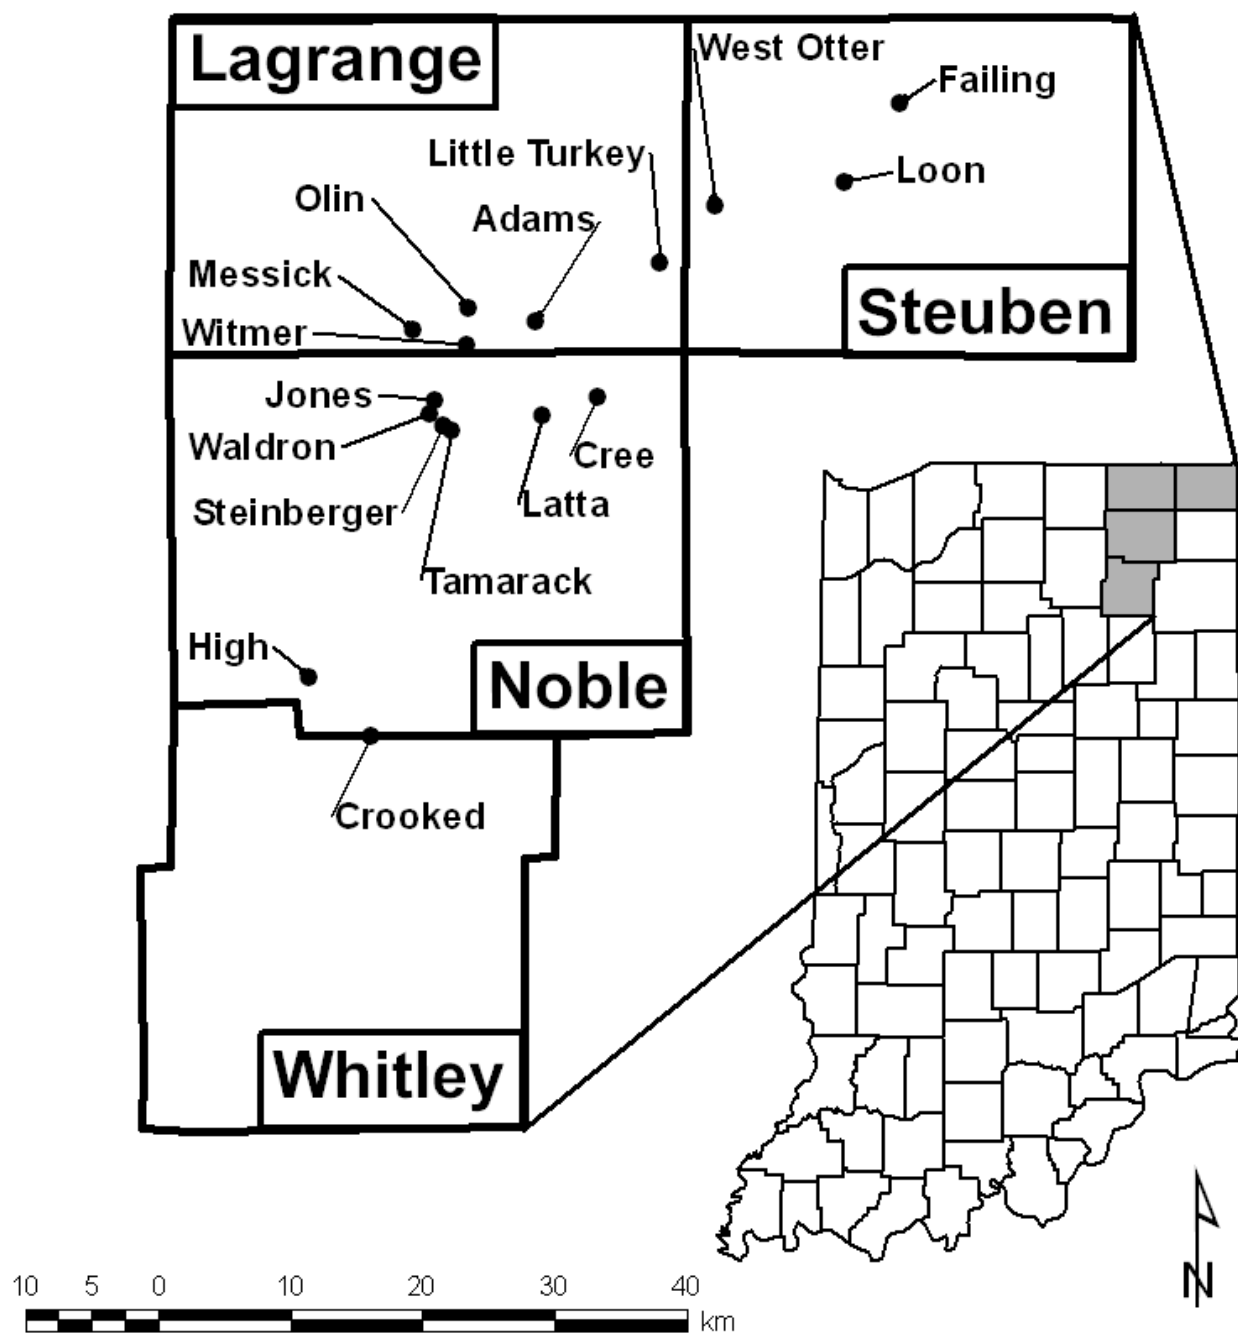 Lagrange
West Otter
Failing
Little Turkey
Loon
Olin
Adams
Messick
Steuben
Witmer
Jones
Waldron
Cree
Steinberger
Latta
Tamarack
High
Noble
Crooked
Whitley
N
10 5 0 10 20 30 40
km